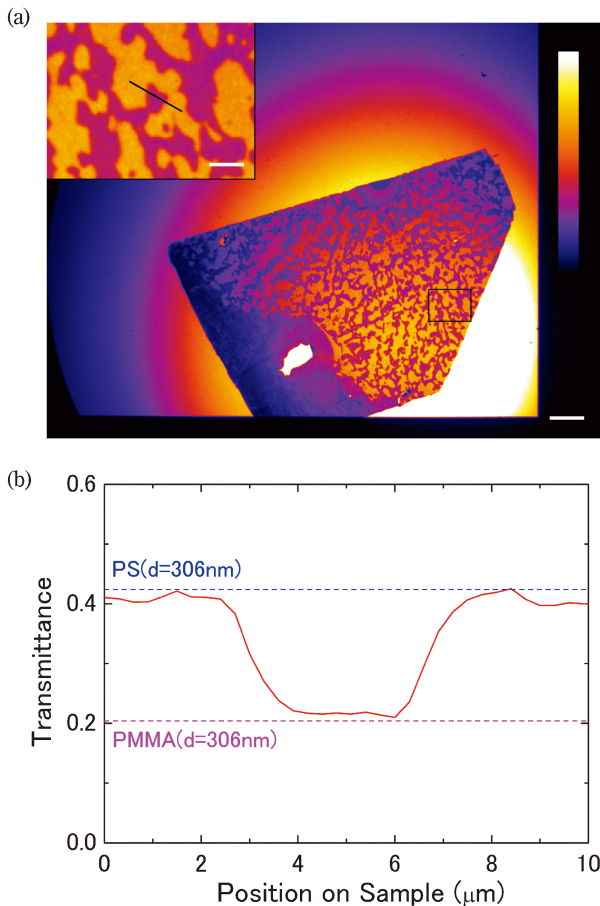 (a)
(b)
0.6
PS(d=306nm)
0.4
Transmittance
0.2
PMMA(d=306nm)
0.0
0 2 4 6 8 10
Position on Sample (μm)